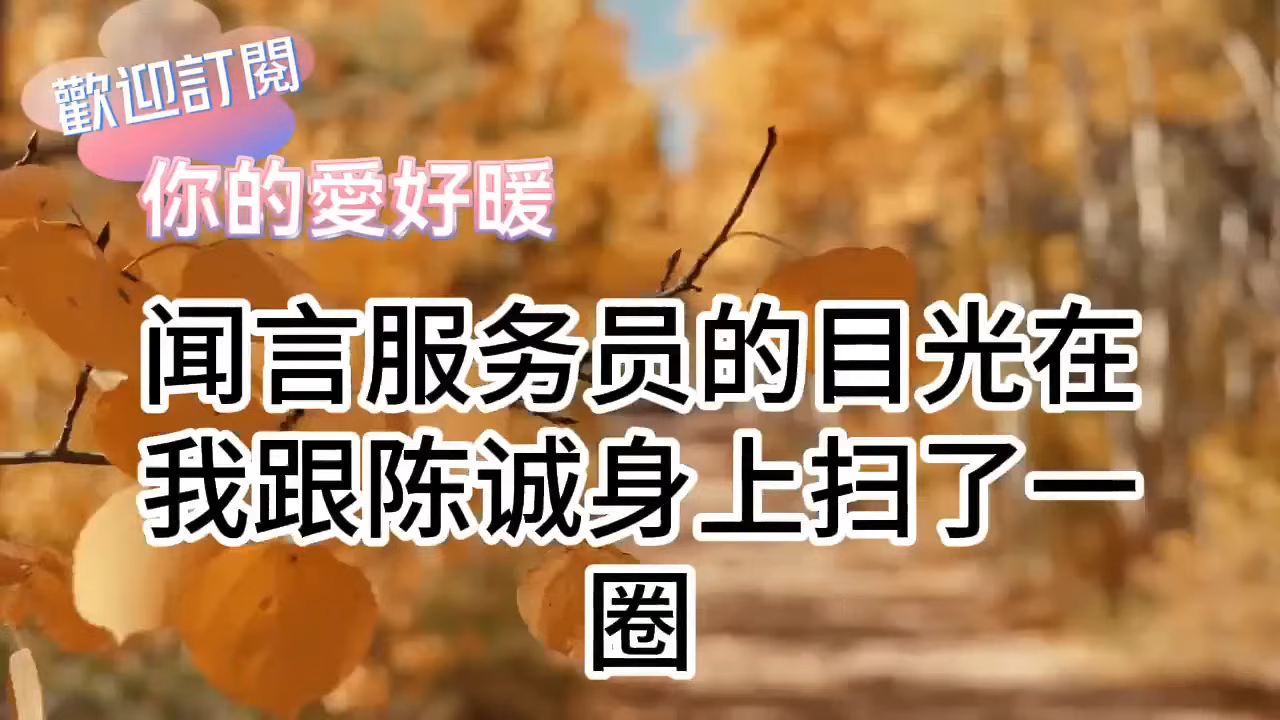 歡迎訂閱
你的愛好暖
闻言服务员的目光在
我跟陈诚身上扫了一
圈